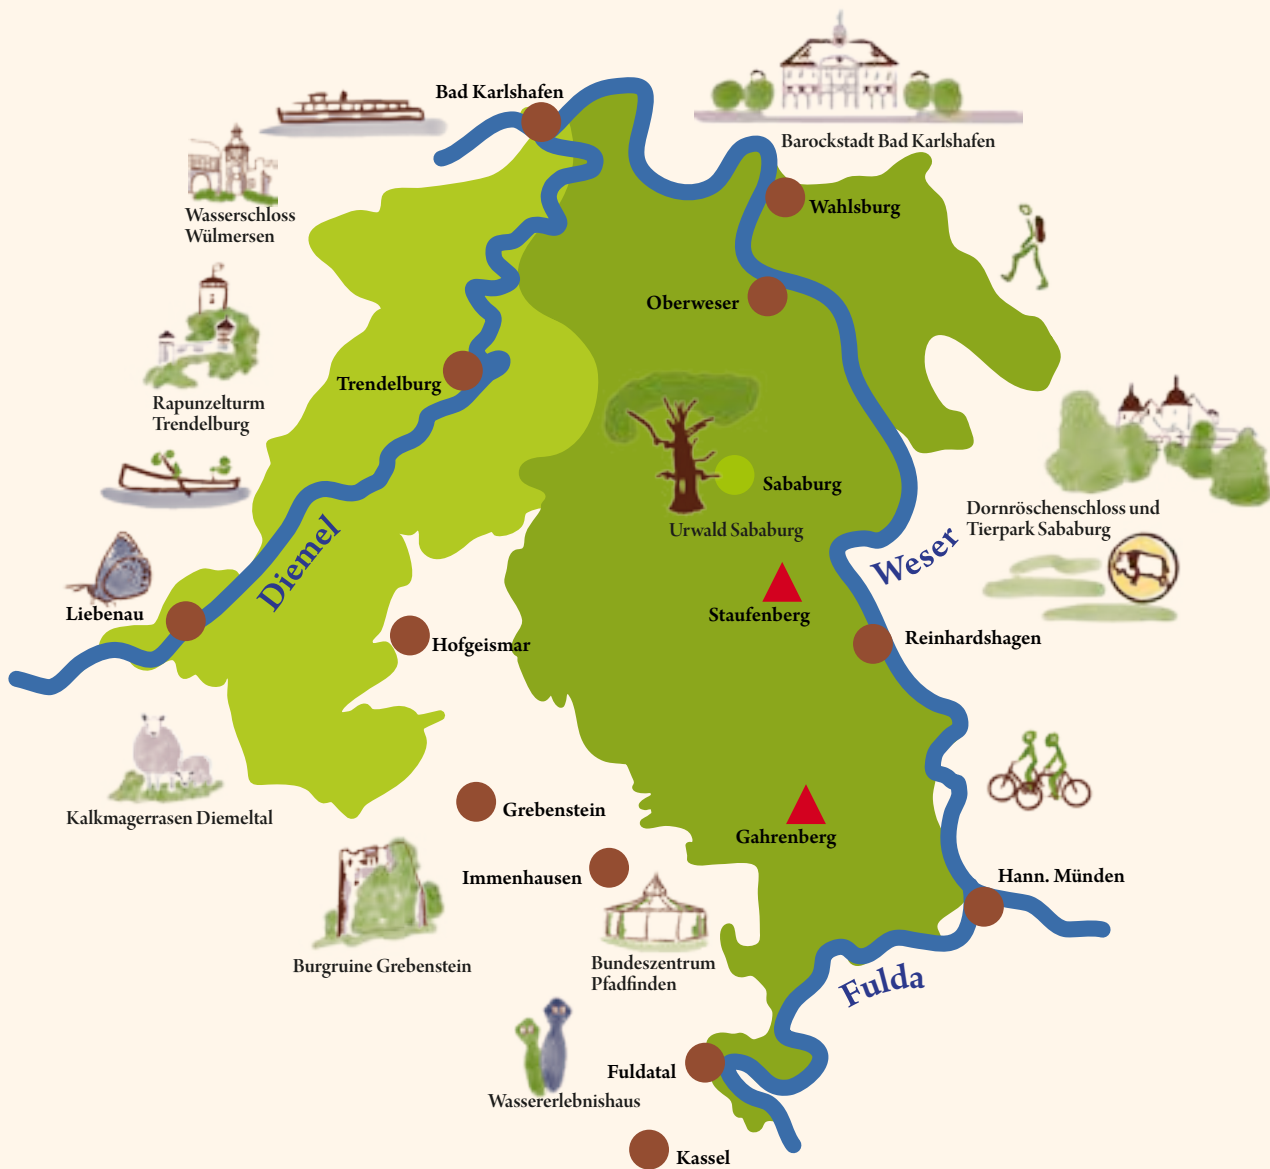 Bad Karlshafen
Barockstadt Bad Karlshafen
Wasserschloss
Wülmersen
Wahlsburg
Oberweser
Rapunzelturm
Trendelburg
Trendelburg
Sababurg
Urwald Sababurg
Dornröschenschloss und
Tierpark Sababurg
Diemel
Weser
Liebenau
Staufenberg
Hofgeismar
Reinhardshagen
Kalkmagerrasen Diemeltal
Grebenstein
Gahrenberg
Immenhausen
Hann. Münden
Burgruine Grebenstein
Bundeszentrum
Pfadfinden
Fulda
Fuldatal
Wassererlebnishaus
Kassel